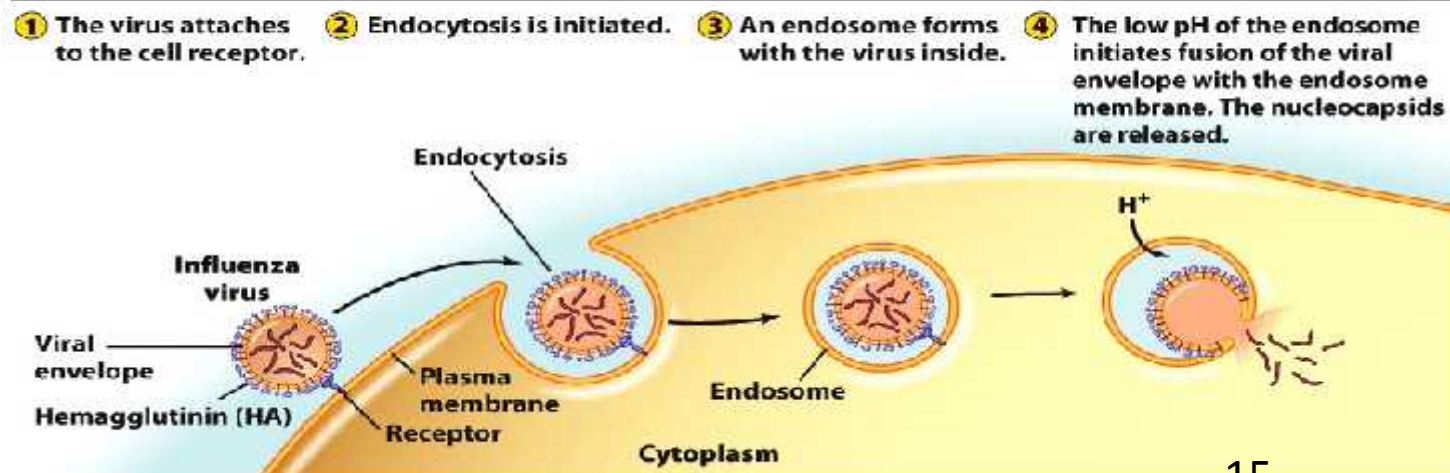 1 The virus attaches
to the cell receptor.
2 Endocytosis is initiated.
3 An endosome forms
with the virus inside.
4 The low pH of the endosome
initiates fusion of the viral
envelope with the endosome
membrane. The nucleocapsids
are released.
Endocytosis
H+
Influenza
virus
Viral
envelope
Plasma
membrane
Endosome
Hemagglutinin (HA)
Receptor
Cytoplasm
15